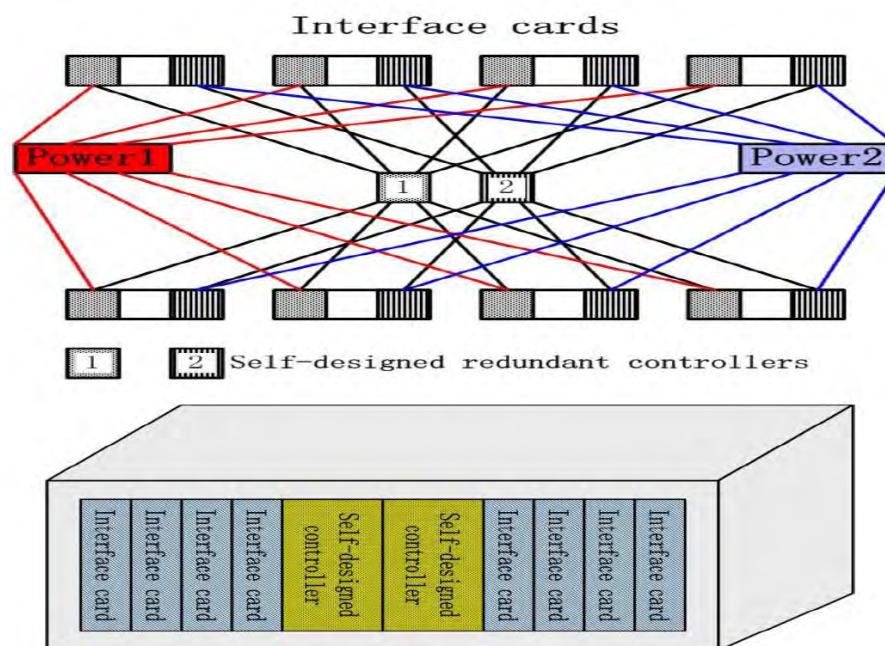 Interface cards
Power1
Power2
1
2
1
2
Self-designed redundant controllers
Interface card
Interface card
Interface card
Interface card
Self-designed
controller
Self-designed
controller
Interface card
Interface card
Interface card
Interface card